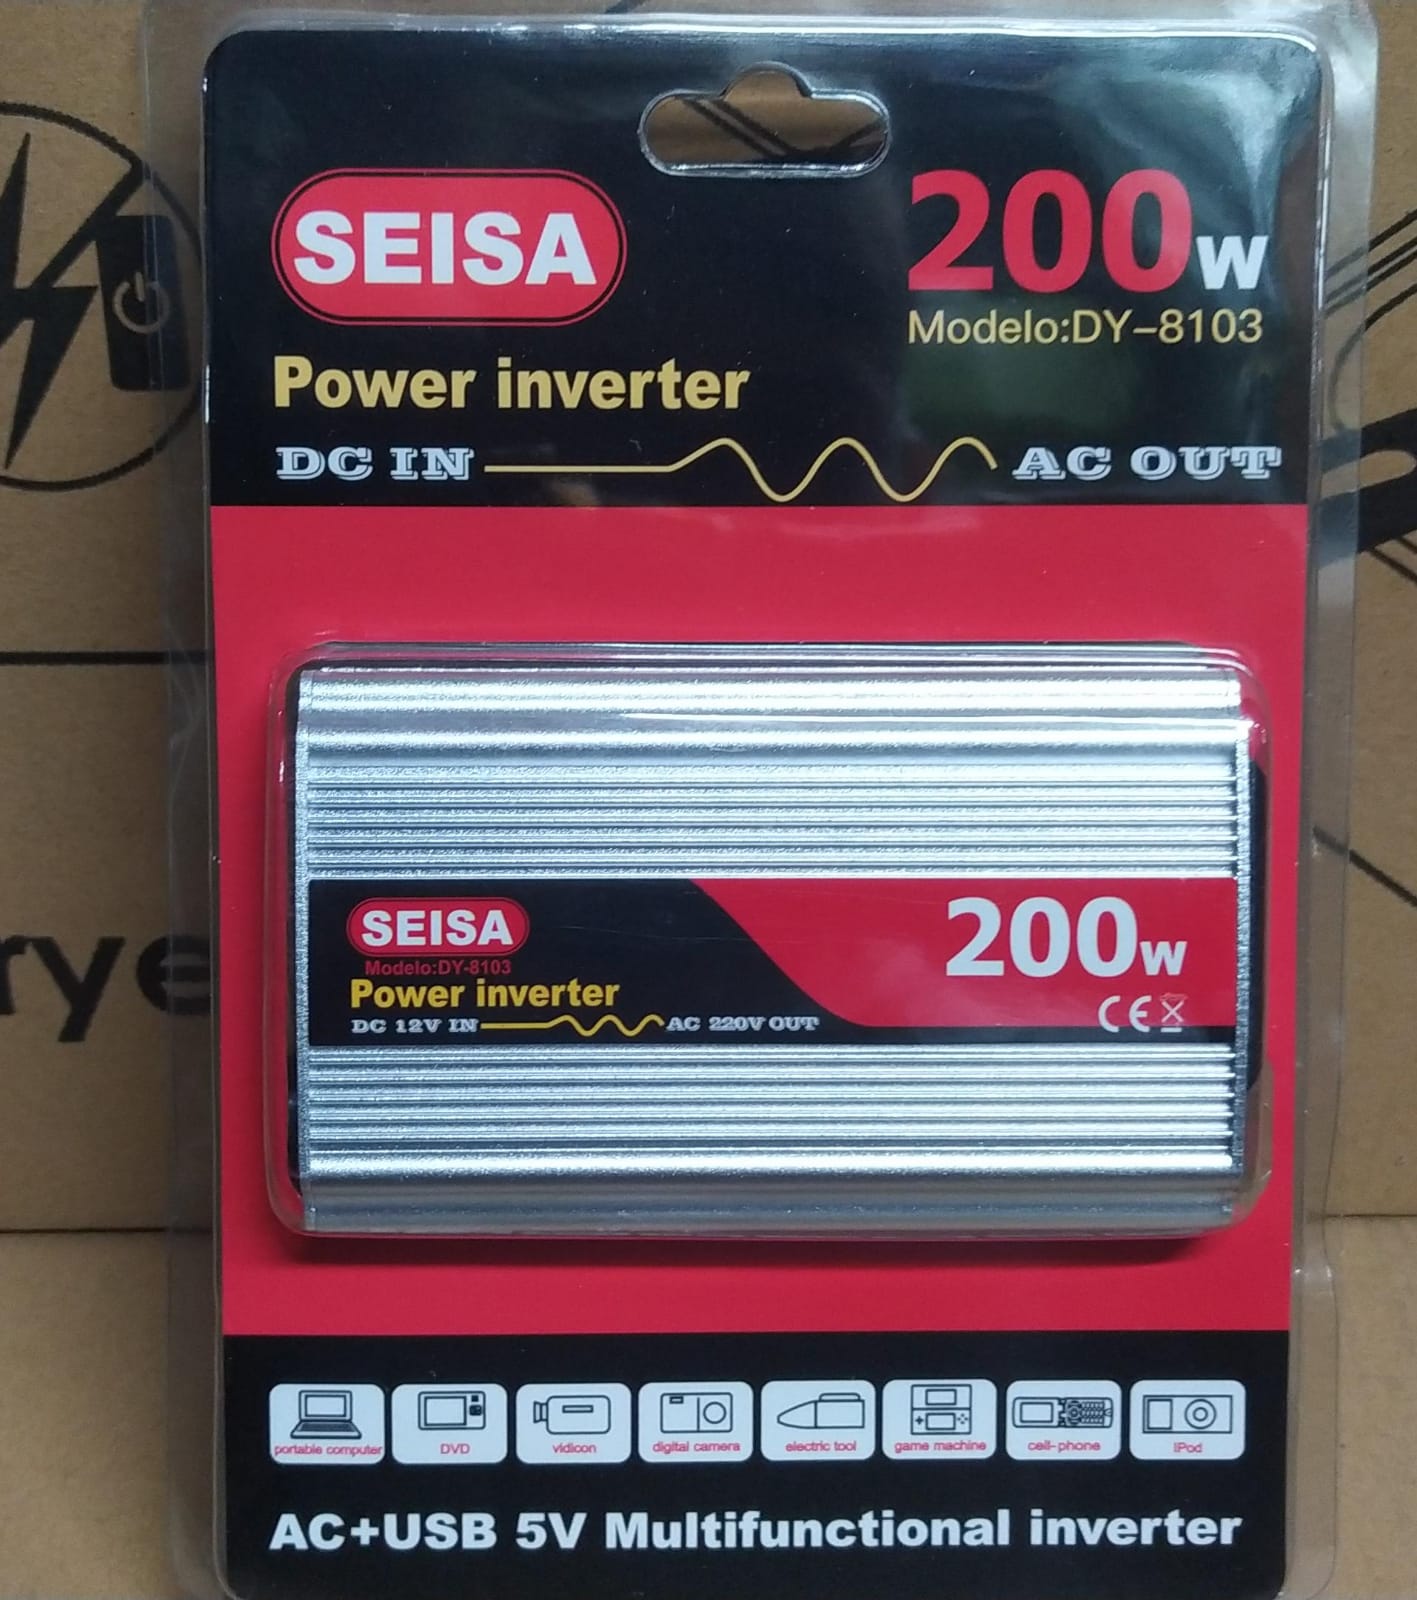 SEISA
200W
Modelo:DY-8103
Power inverter
DC IN AC OUT
SEISA
Modelo:DY-8103
Power inverter
DC 12V IN AC 220V OUT
200W
CE
portable computer
DVD
vidicon
digital camera
electric tool
game machine
cell-phone
iPod
AC+USB 5V Multifunctional inverter